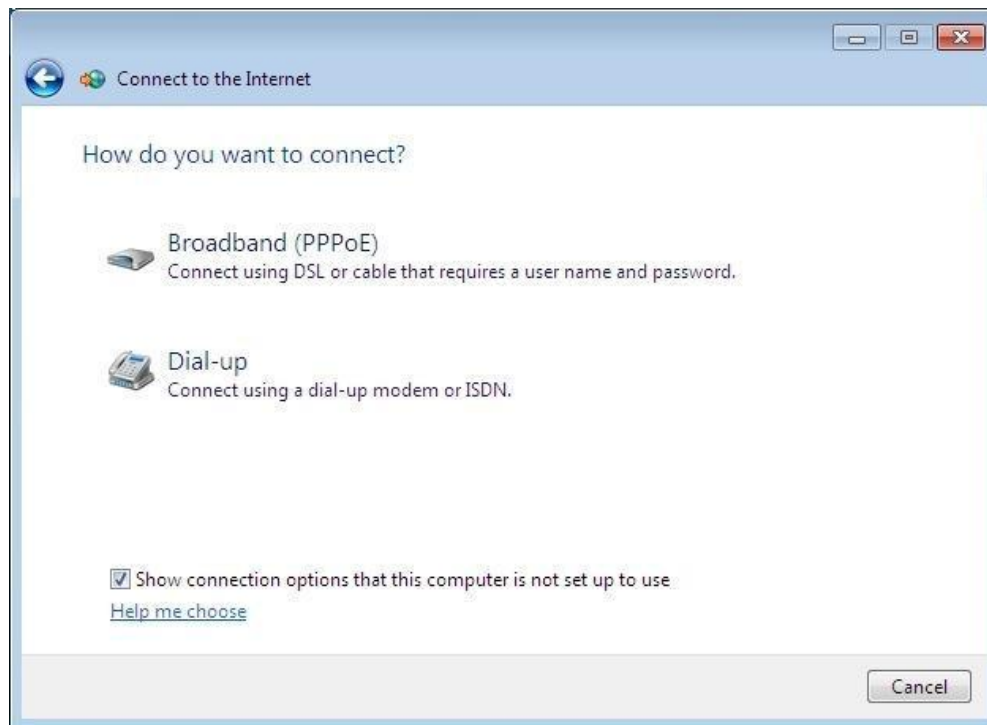 Connect to the Internet
How do you want to connect?
Broadband (PPPoE)
Connect using DSL or cable that requires a user name and password.
Dial-up
Connect using a dial-up modem or ISDN.
Show connection options that this computer is not set up to use
Help me choose
Cancel